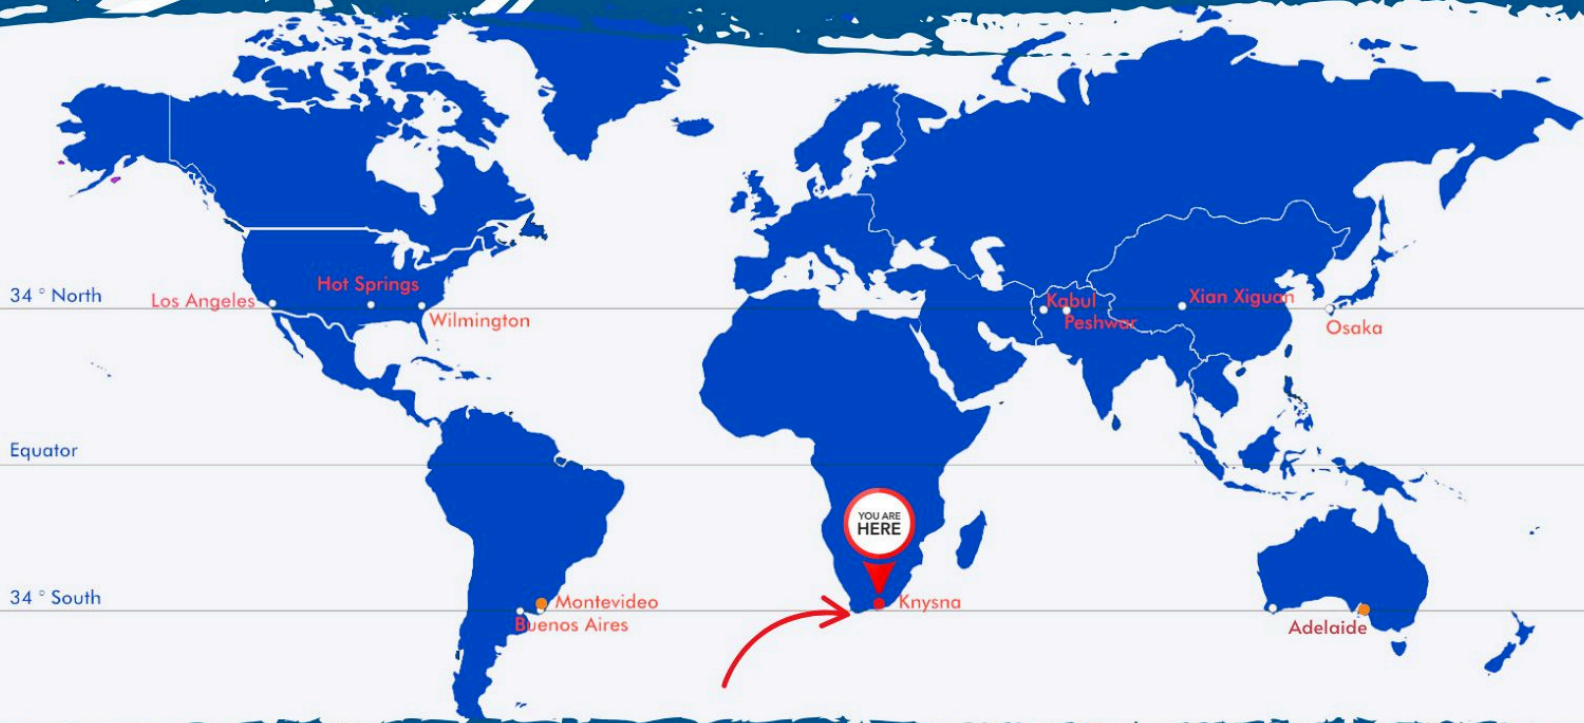 Hot Springs
34 ° North
Los Angeles
Kabul
Xian Xiguan
Wilmington
Peshwar
Osaka
Equator
YOU ARE
HERE
34 ° South
Montevideo
Knysna
Buenos Aires
Adelaide